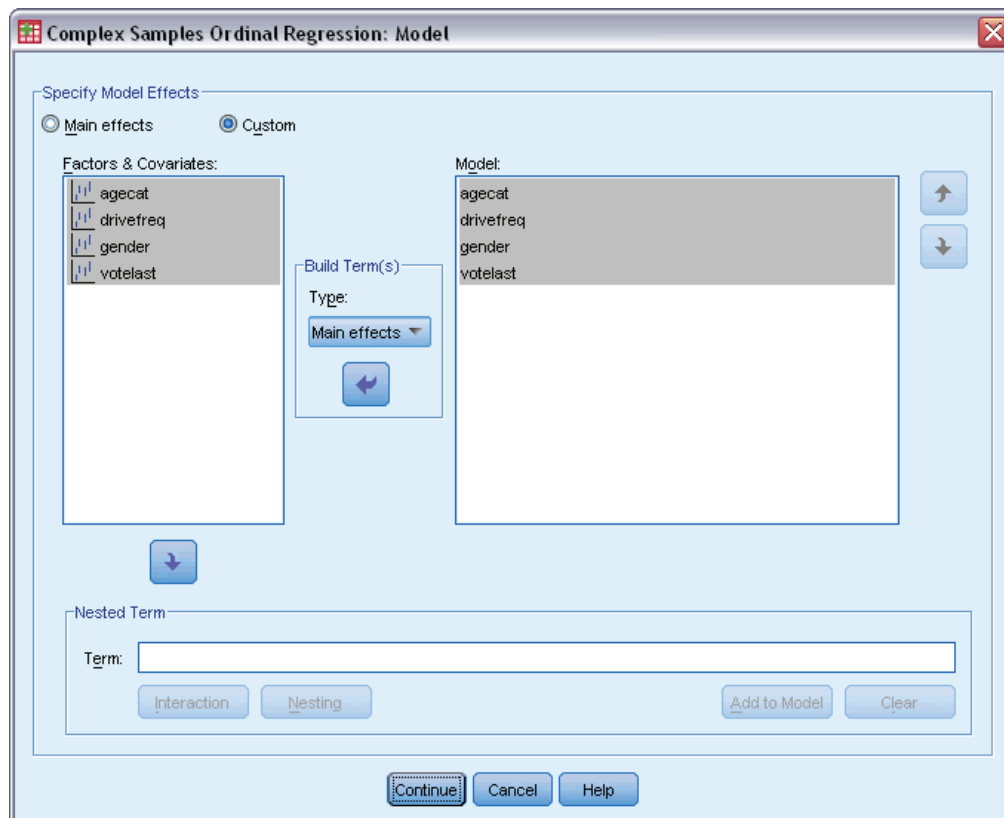 Complex Samples Ordinal Regression: Model
Specify Model Effects
Main effects
Custom
Factors & Covariates:
Model:
agecat
drivefreq
gender
votelast
Build Term(s)
Type:
Main effects
agecat
drivefreq
gender
votelast
Nested Term
Term:
Interaction
Nesting
Add to Model
Clear
Continue
Cancel
Help